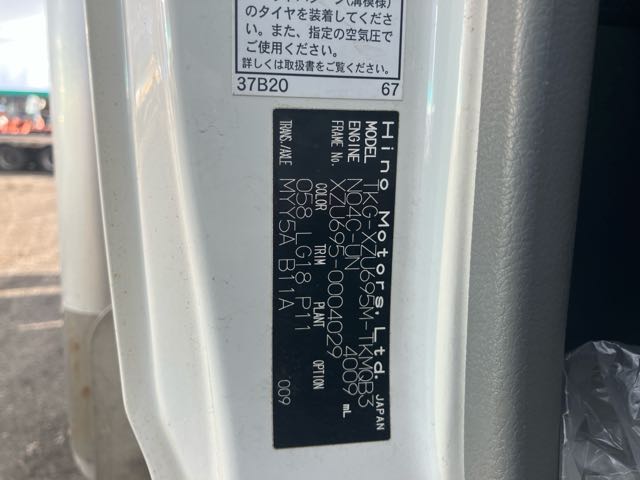 のタイヤを装着してくださ
また、指定の空気圧で
ご使用ください。
詳しくは取扱書をご覧ください。
37B20 67
Hino Motors, Ltd. JAPAN
MODEL TKG-XZU695M-TKMQB3
ENGINE N04C-UN 4009 mL
FRAME No. XZU695-0004029
COLOR TRIM PLANT OPTION
058 LG18 P11 009
TRANS./AXLE MYY5A B11A